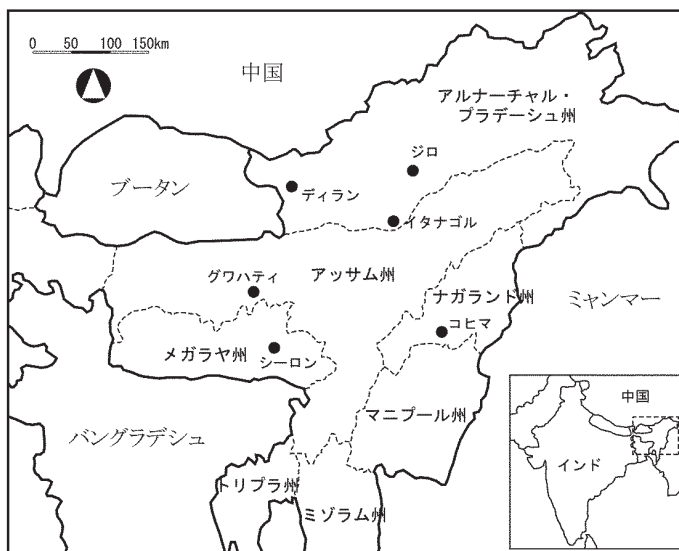 0 50 100 150km
中国
アルナーチャル・
プラデーシュ州
ジロ
ブータン
ディラン
イタナゴル
グワハティ
アッサム州
ナガランド州
ミャンマー
コヒマ
メガラヤ州
シーロン
マニプール州
バングラデシュ
中国
インド
トリプラ州
ミゾラム州